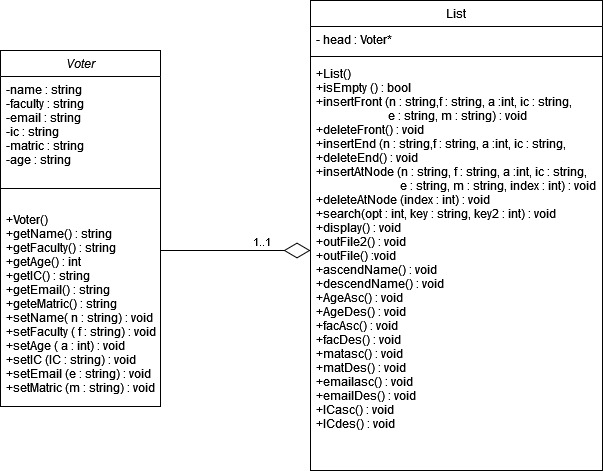 Voter
-name : string
-faculty : string
-email : string
-ic : string
-matric : string
-age : string
+Voter()
+getName() : string
+getFaculty() : string
+getAge() : int
+getIC() : string
+getEmail() : string
+geteMatric() : string
+setName( n : string) : void
+setFaculty ( f : string) : void
+setAge ( a : int) : void
+setIC (IC : string) : void
+setEmail (e : string) : void
+setMatric (m : string) : void
1..1
List
- head : Voter*
+List()
+isEmpty () : bool
+insertFront (n : string,f : string, a :int, ic : string,
e : string, m : string) : void
+deleteFront() : void
+insertEnd (n : string,f : string, a :int, ic : string,
+deleteEnd() : void
+insertAtNode (n : string, f : string, a :int, ic : string,
e : string, m : string, index : int) : void
+deleteAtNode (index : int) : void
+search(opt : int, key : string, key2 : int) : void
+display() : void
+outFile2() : void
+outFile() :void
+ascendName() : void
+descendName() : void
+AgeAsc() : void
+AgeDes() : void
+facAsc() : void
+facDes() : void
+matasc() : void
+matDes() : void
+emailasc() : void
+emailDes() : void
+ICasc() : void
+ICdes() : void